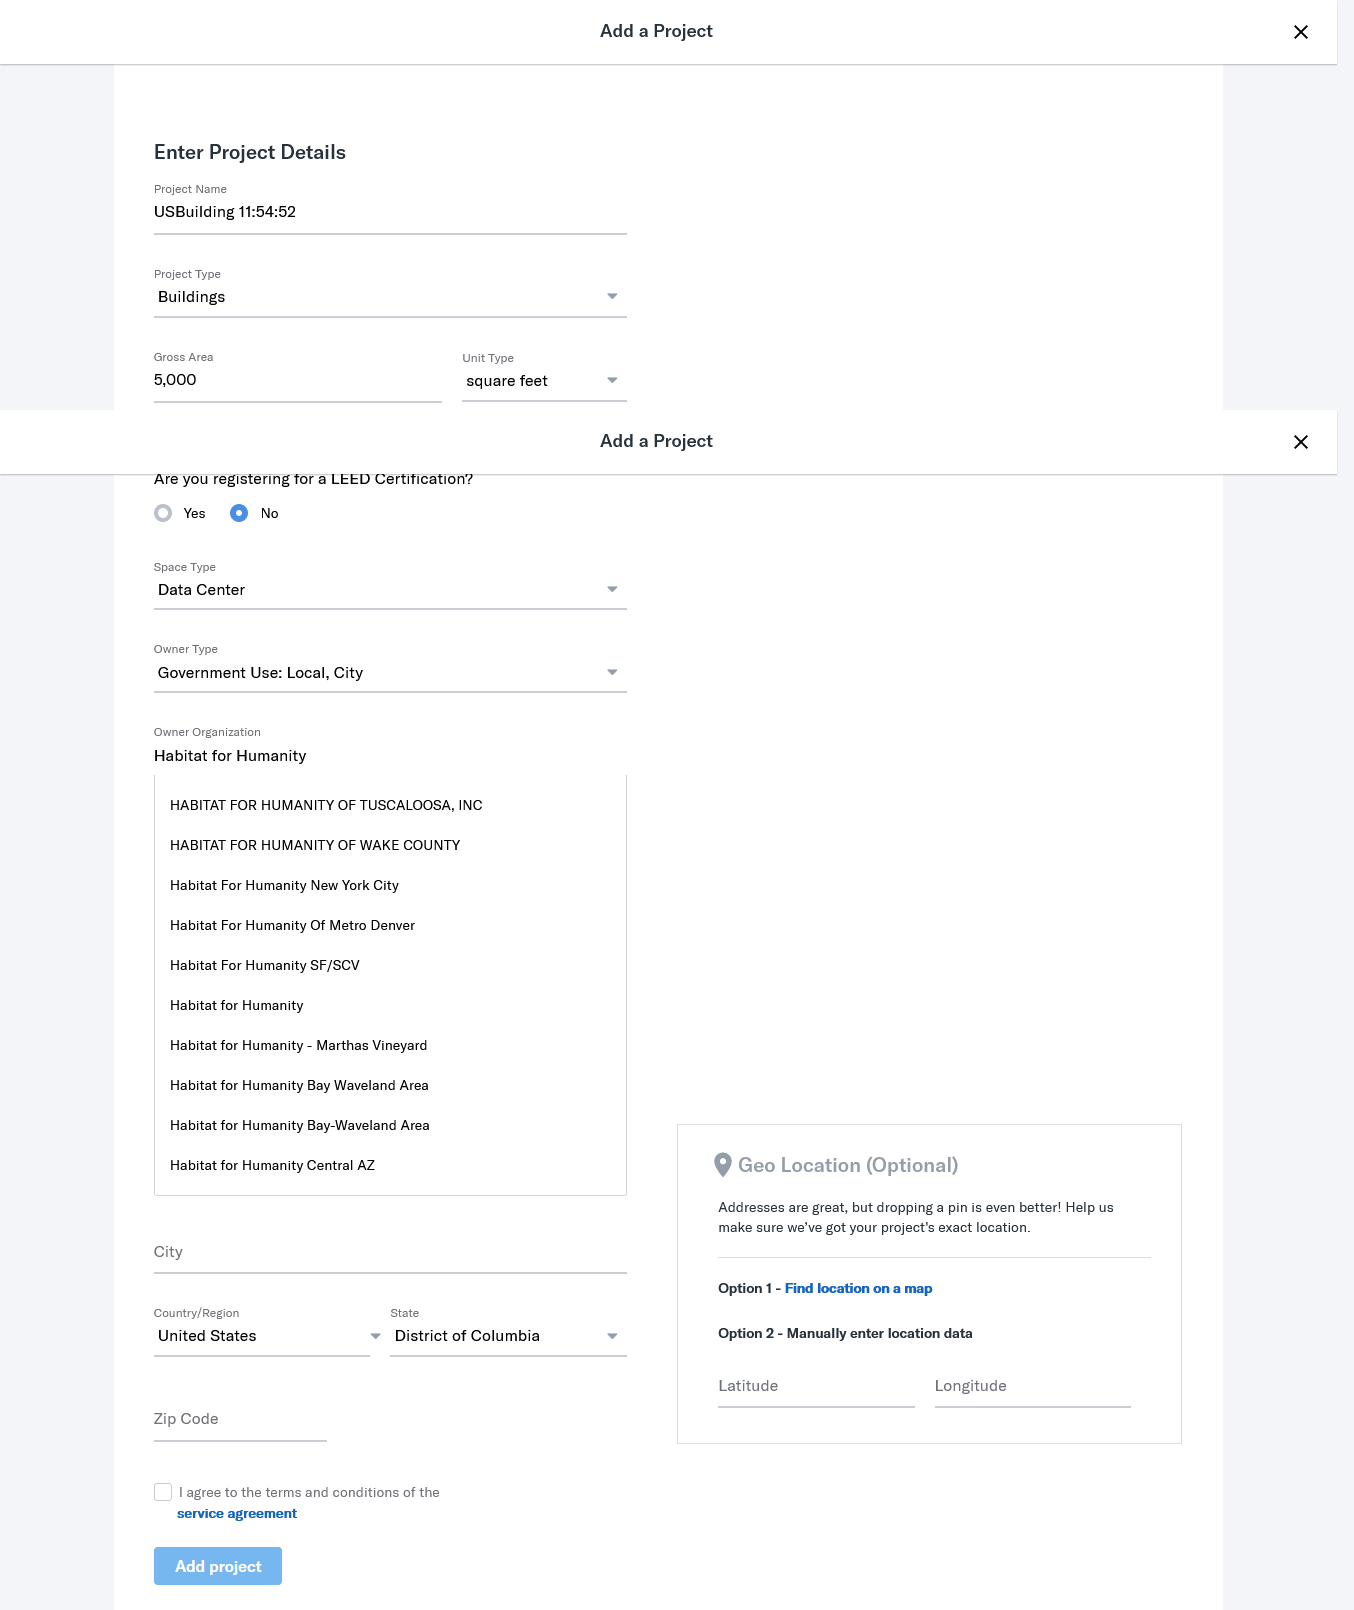 Add a Project
Enter Project Details
Project Name
USBuilding 11:54:52
Project Type
Buildings
Gross Area
5,000
Unit Type
square feet
Add a Project
Are you registering for a LEED Certification?
Yes
No
Space Type
Data Center
Owner Type
Government Use: Local, City
Owner Organization
Habitat for Humanity
HABITAT FOR HUMANITY OF TUSCALOOSA, INC
HABITAT FOR HUMANITY OF WAKE COUNTY
Habitat For Humanity New York City
Habitat For Humanity Of Metro Denver
Habitat For Humanity SF/SCV
Habitat for Humanity
Habitat for Humanity - Marthas Vineyard
Habitat for Humanity Bay Waveland Area
Habitat for Humanity Bay-Waveland Area
Habitat for Humanity Central AZ
City
Country/Region
United States
State
District of Columbia
Zip Code
Geo Location (Optional)
Addresses are great, but dropping a pin is even better! Help us
make sure we’ve got your project's exact location.
Option 1 - Find location on a map
Option 2 - Manually enter location data
Latitude
Longitude
I agree to the terms and conditions of the
service agreement
Add project